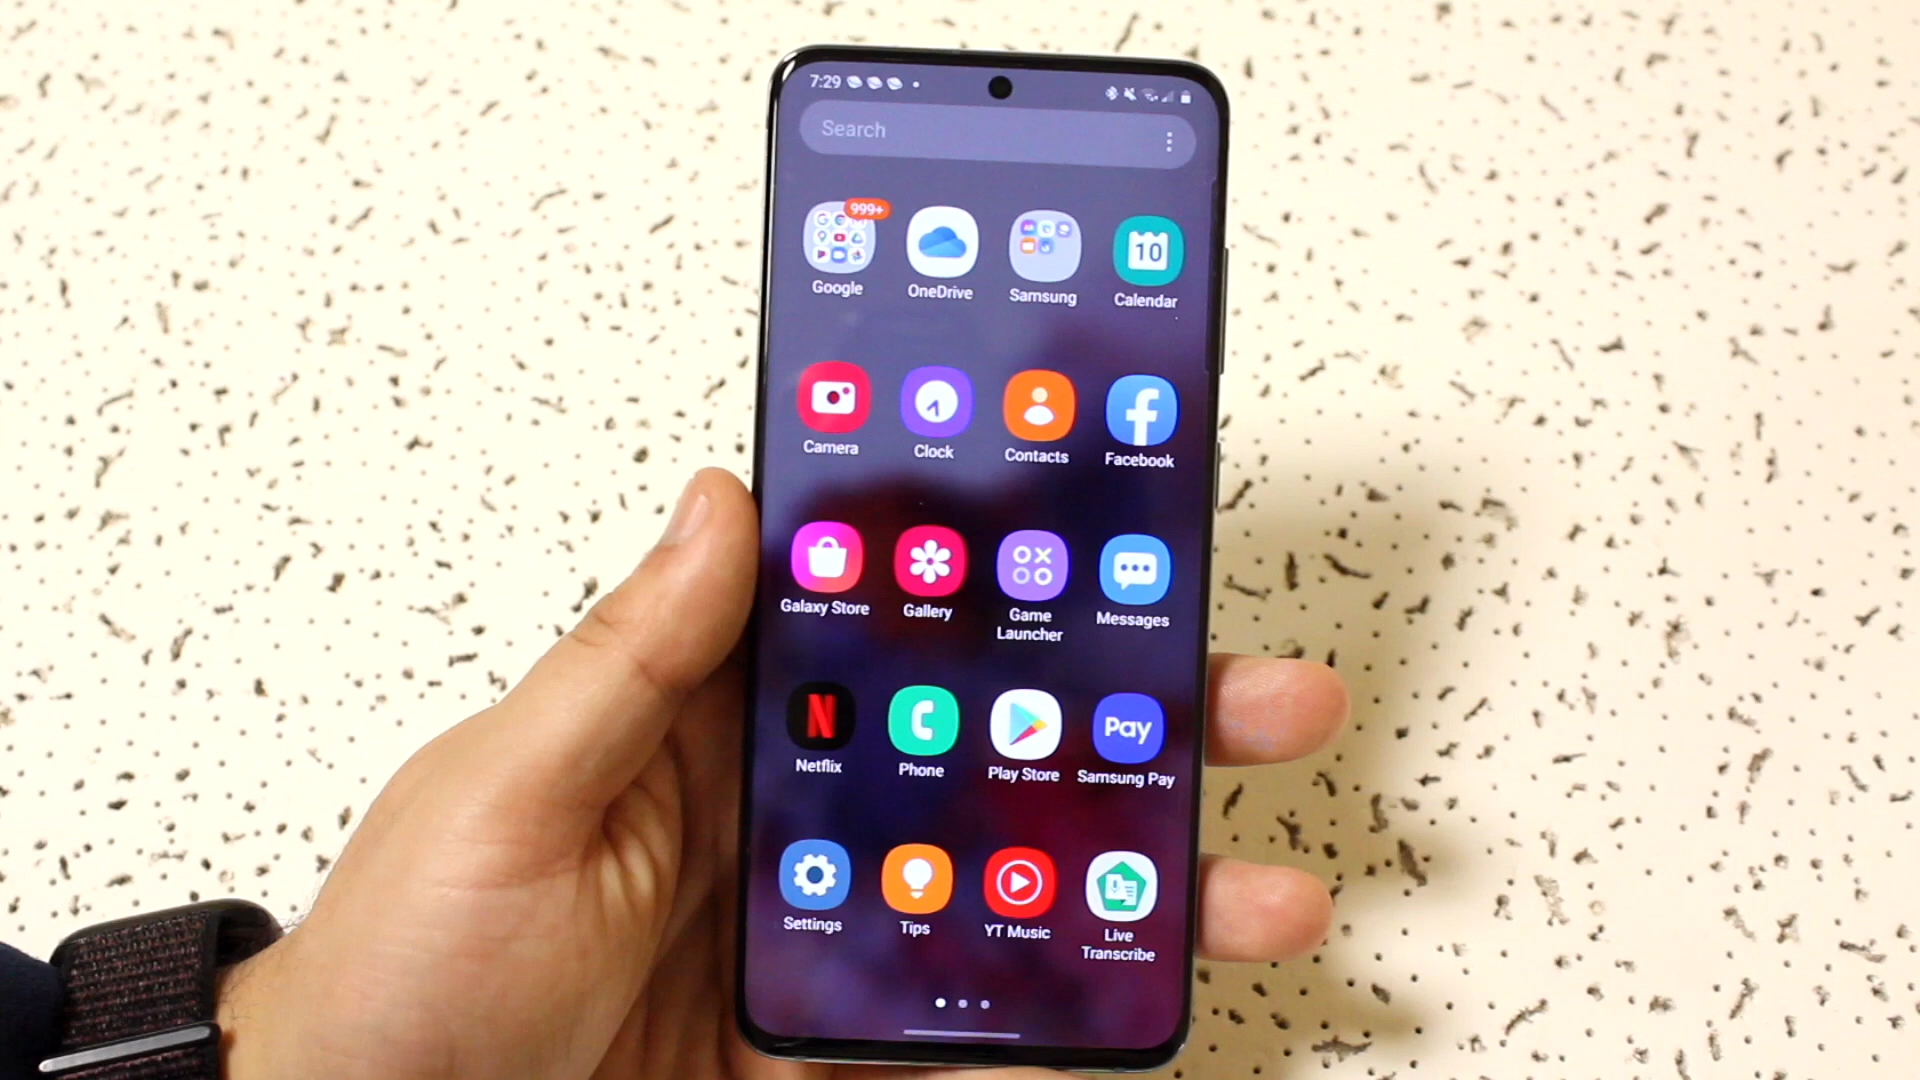 7:29
Search
999+
Google
OneDrive
Samsung
10
Calendar
Camera
Clock
Contacts
f
Facebook
Galaxy Store
Gallery
Game
Launcher
Messages
N
Netflix
Phone
Play Store
Pay
Samsung Pay
Settings
Tips
YT Music
Live
Transcribe